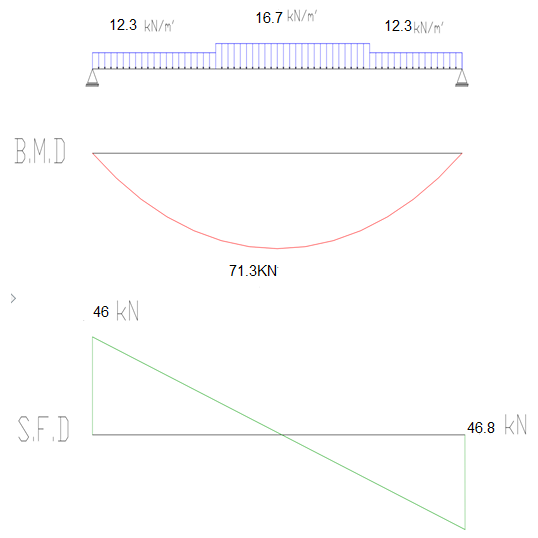 12.3 kN/m' 16.7 kN/m' 12.3 kN/m'
B.M.D
71.3KN
>
46 kN
S.F.D
46.8 kN